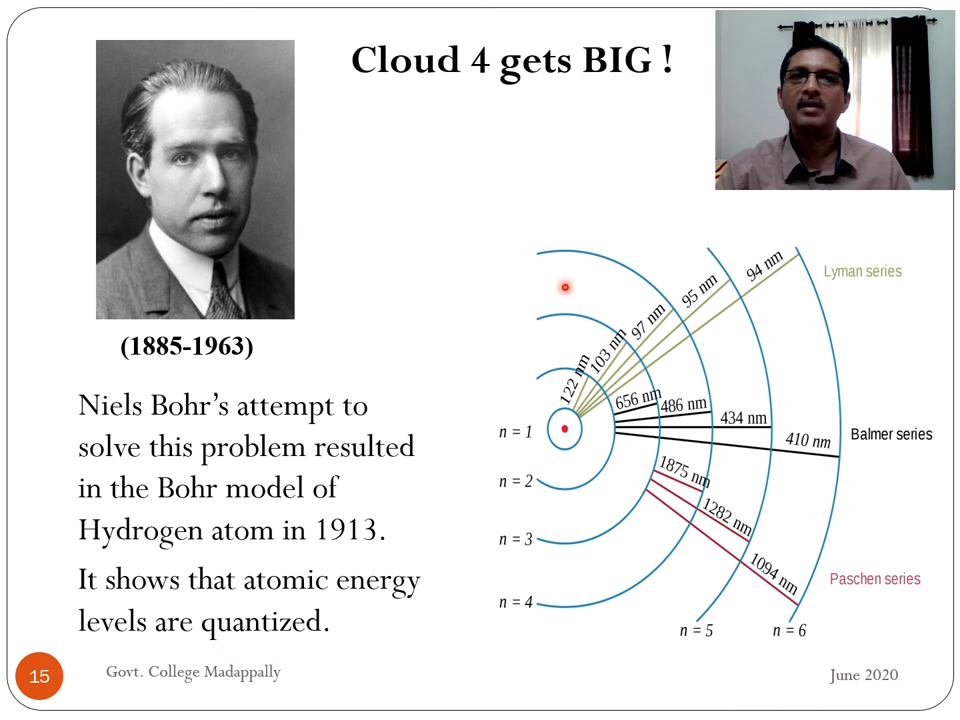 Cloud 4 gets BIG !
(1885-1963)
Niels Bohr’s attempt to
solve this problem resulted
in the Bohr model of
Hydrogen atom in 1913.
It shows that atomic energy
levels are quantized.
Lyman series
94 nm
95 nm
97 nm
103 nm
122 nm
656 nm
486 nm
434 nm
410 nm
Balmer series
1875 nm
1282 nm
1094 nm
Paschen series
n = 1
n = 2
n = 3
n = 4
n = 5
n = 6
15
Govt. College Madappally
June 2020